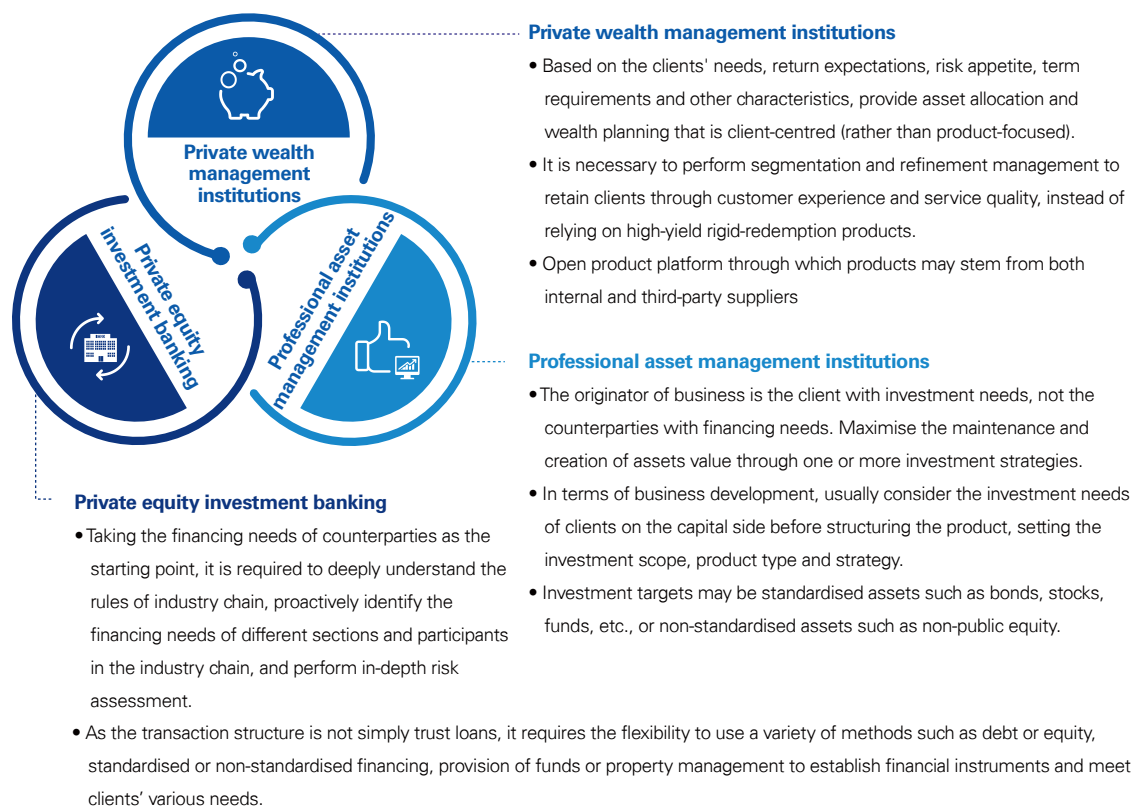 Private wealth
management
institutions
Private equity
investment banking
Professional asset
management institutions
Private wealth management institutions
• Based on the clients' needs, return expectations, risk appetite, term
requirements and other characteristics, provide asset allocation and
wealth planning that is client-centred (rather than product-focused).
• It is necessary to perform segmentation and refinement management to
retain clients through customer experience and service quality, instead of
relying on high-yield rigid-redemption products.
• Open product platform through which products may stem from both
internal and third-party suppliers
Professional asset management institutions
• The originator of business is the client with investment needs, not the
counterparties with financing needs. Maximise the maintenance and
creation of assets value through one or more investment strategies.
• In terms of business development, usually consider the investment needs
of clients on the capital side before structuring the product, setting the
investment scope, product type and strategy.
• Investment targets may be standardised assets such as bonds, stocks,
funds, etc., or non-standardised assets such as non-public equity.
Private equity investment banking
• Taking the financing needs of counterparties as the
starting point, it is required to deeply understand the
rules of industry chain, proactively identify the
financing needs of different sections and participants
in the industry chain, and perform in-depth risk
assessment.
• As the transaction structure is not simply trust loans, it requires the flexibility to use a variety of methods such as debt or equity,
standardised or non-standardised financing, provision of funds or property management to establish financial instruments and meet
clients’ various needs.